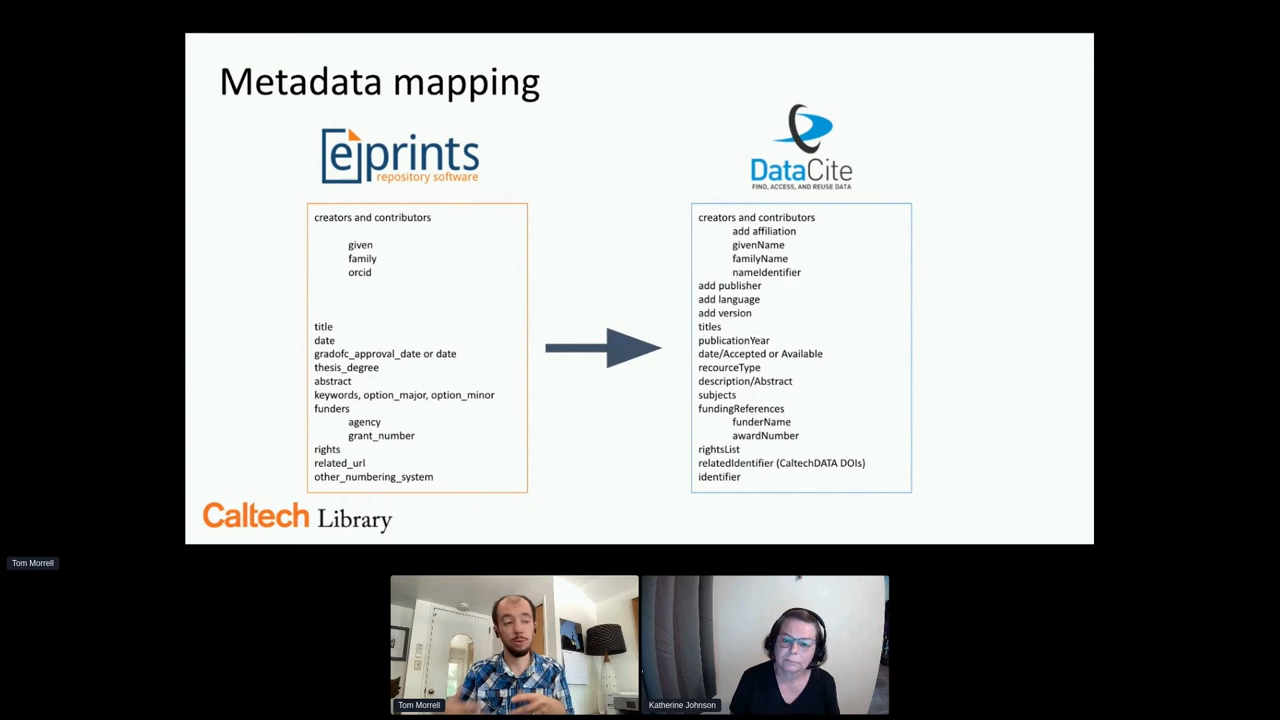 Metadata mapping
eprints
repository software
DataCite
FIND, ACCESS, AND REUSE DATA
creators and contributors
given
family
orcid
title
date
gradofc_approval_date or date
thesis_degree
abstract
keywords, option_major, option_minor
funders
agency
grant_number
rights
related_url
other_numbering_system
creators and contributors
add affiliation
givenName
familyName
nameIdentifier
add publisher
add language
add version
titles
publicationYear
date/Accepted or Available
recourceType
description/Abstract
subjects
fundingReferences
funderName
awardNumber
rightsList
relatedIdentifier (CaltechDATA DOIs)
identifier
Caltech Library
Tom Morrell
Tom Morrell
Katherine Johnson